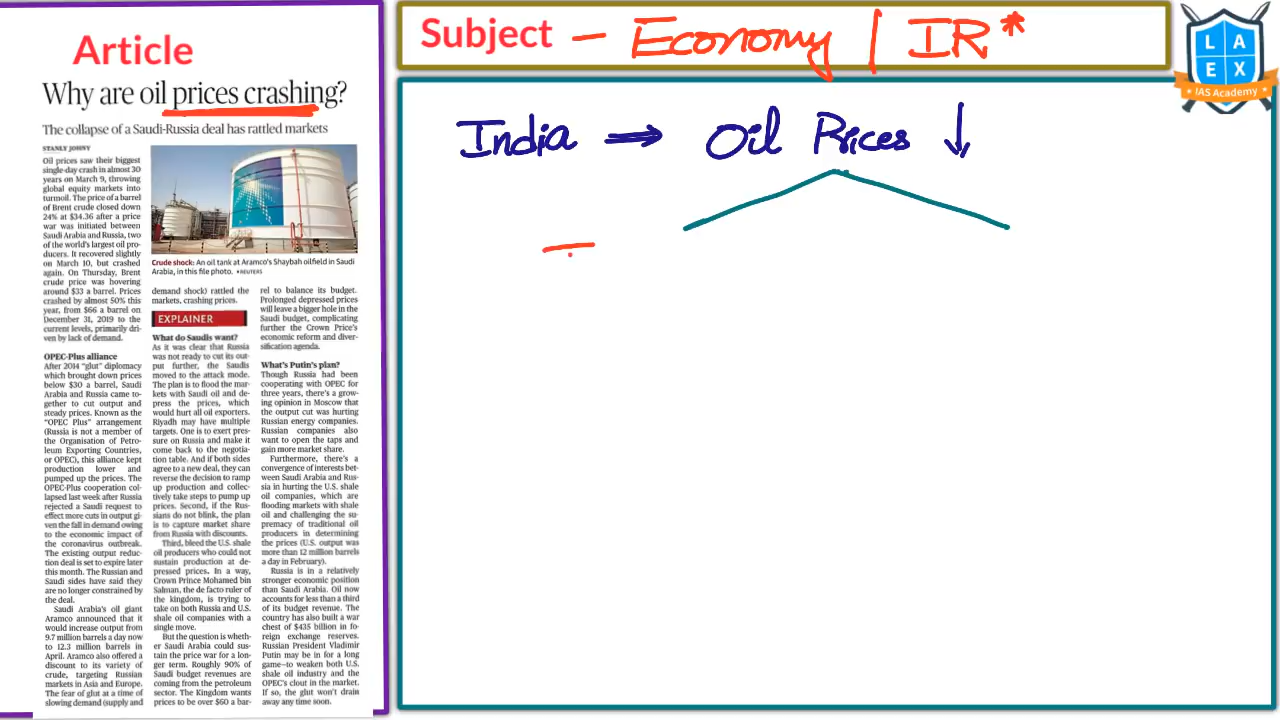 Article
Why are oil prices crashing?
The collapse of a Saudi-Russia deal has rattled markets
STANLY JOHNY
Oil prices saw their biggest
single-day crash in almost 30
years on March 9, throwing
global equity markets into
turmoil. The price of a barrel
of Brent crude closed down
24% at $34.36 after a price
war was initiated between
Saudi Arabia and Russia, two
of the world's largest oil pro-
ducers. It recovered slightly
on March 10, but crashed
again. On Thursday, Brent
crude price was hovering
around $33 a barrel. Prices
crashed by almost 50% this
year, from $66 a barrel on
December 31, 2019 to the
current levels, primarily dri-
ven by lack of demand.
OPEC-Plus alliance
After 2014 "glut" diplomacy
which brought down prices
below $30 a barrel, Saudi
Arabia and Russia came to-
gether to cut output and
steady prices. Known as the
"OPEC Plus" arrangement
(Russia is not a member of
the Organisation of Petro-
leum Exporting Countries,
or OPEC), this alliance kept
production lower and
pumped up the prices. The
OPEC-Plus cooperation col-
lapsed last week after Russia
rejected a Saudi request to
effect more cuts in output gi-
ven the fall in demand owing
to the economic impact of
the coronavirus outbreak.
The existing output reduc-
tion deal is set to expire later
this month. The Russian and
Saudi sides have said they
are no longer constrained by
the deal.
Saudi Arabia's oil giant
Aramco announced that it
would increase output from
9.7 million barrels a day now
to 12.3 million barrels in
April. Aramco also offered a
discount to its variety of
crude, targeting Russian
markets in Asia and Europe.
The fear of glut at a time of
slowing demand (supply and
Crude shock: An oil tank at Aramco's Shaybah oilfield in Saudi
Arabia, in this file photo. •REUTERS
demand shock) rattled the
markets, crashing prices.
EXPLAINER
What do Saudis want?
As it was clear that Russia
was not ready to cut its out-
put further, the Saudis
moved to the attack mode.
The plan is to flood the mar-
kets with Saudi oil and de-
press the prices, which
would hurt all oil exporters.
Riyadh may have multiple
targets. One is to exert pres-
sure on Russia and make it
come back to the negotia-
tion table. And if both sides
agree to a new deal, they can
reverse the decision to ramp
up production and collec-
tively take steps to pump up
prices. Second, if the Rus-
sians do not blink, the plan
is to capture market share
from Russia with discounts.
Third, bleed the U.S. shale
oil producers who could not
sustain production at de-
pressed prices. In a way,
Crown Prince Mohamed bin
Salman, the de facto ruler of
the kingdom, is trying to
take on both Russia and U.S.
shale oil companies with a
single move.
But the question is wheth-
er Saudi Arabia could sus-
tain the price war for a lon-
ger term. Roughly 90% of
Saudi budget revenues are
coming from the petroleum
sector. The Kingdom wants
prices to be over $60 a bar-
rel to balance its budget.
Prolonged depressed prices
will leave a bigger hole in the
Saudi budget, complicating
further the Crown Price's
economic reform and diver-
sification agenda.
What's Putin's plan?
Though Russia had been
cooperating with OPEC for
three years, there's a grow-
ing opinion in Moscow that
the output cut was hurting
Russian energy companies.
Russian companies also
want to open the taps and
gain more market share.
Furthermore, there's a
convergence of interests bet-
ween Saudi Arabia and Rus-
sia in hurting the U.S. shale
oil companies, which are
flooding markets with shale
oil and challenging the su-
premacy of traditional oil
producers in determining
the prices (U.S. output was
more than 12 million barrels
a day in February).
Russia is in a relatively
stronger economic position
than Saudi Arabia. Oil now
accounts for less than a third
of its budget revenue. The
country has also built a war
chest of $435 billion in fo-
reign exchange reserves.
Russian President Vladimir
Putin may be in for a long
game—to weaken both U.S.
shale oil industry and the
OPEC's clout in the market.
If so, the glut won't drain
away any time soon.
Subject - Economy | IR *
India ⇒ Oil Prices ↓
L A
E X
IAS Academy